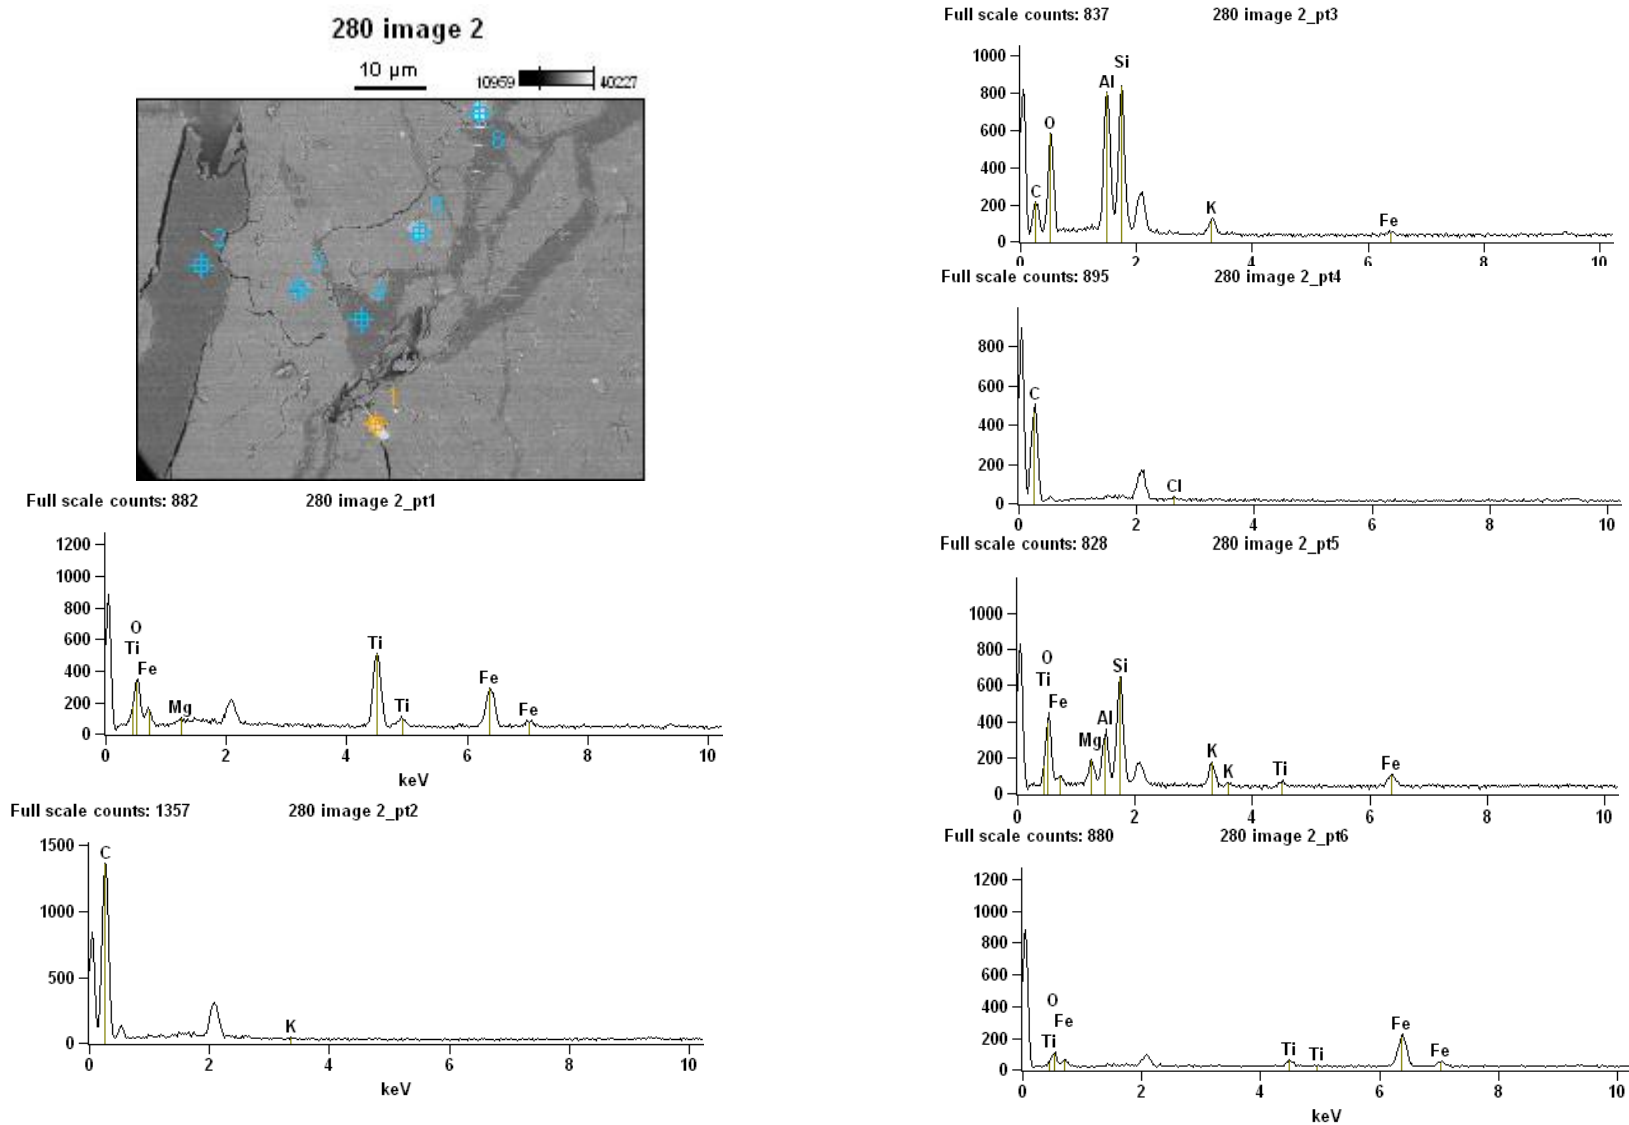 280 image 2
10 µm
10959 40227
6
5
2
3
4
1
Full scale counts: 882 280 image 2_pt1
1200
1000
800
600
400
200
0
O
Ti
Fe
Mg
Ti
Ti
Fe
Fe
0 2 4 6 8 10
keV
Full scale counts: 1357 280 image 2_pt2
1500
1000
500
0
C
K
0 2 4 6 8 10
keV
Full scale counts: 837 280 image 2_pt3
1000
800
600
400
200
0
C
O
Al
Si
K
Fe
0 2 4 6 8 10
Full scale counts: 895 280 image 2_pt4
800
600
400
200
0
C
Cl
0 2 4 6 8 10
Full scale counts: 828 280 image 2_pt5
1000
800
600
400
200
0
O
Ti
Fe
Mg
Al
Si
K
K
Ti
Fe
0 2 4 6 8 10
Full scale counts: 880 280 image 2_pt6
1200
1000
800
600
400
200
0
O
Fe
Ti
Ti
Ti
Fe
Fe
0 2 4 6 8 10
keV